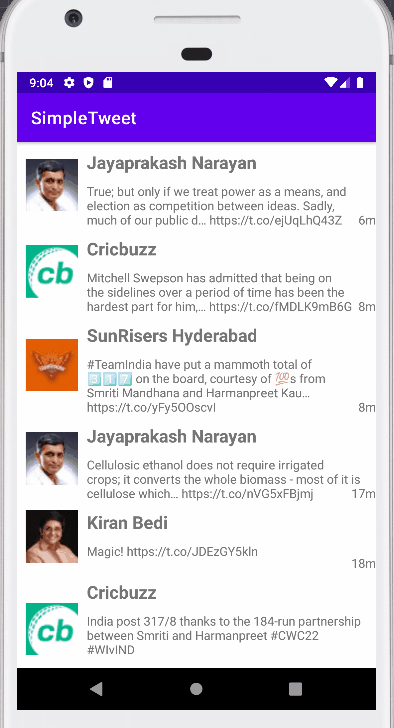 9:04
SimpleTweet
Jayaprakash Narayan
True; but only if we treat power as a means, and
election as competition between ideas. Sadly,
much of our public d... https://t.co/ejUqLhQ43Z 6m
Cricbuzz
cb
Mitchell Swepson has admitted that being on
the sidelines over a period of time has been the
hardest part for him,... https://t.co/fMDLK9mB6G 8m
SunRisers Hyderabad
#TeamIndia have put a mammoth total of
3️⃣1️⃣7️⃣ on the board, courtesy of 💯s from
Smriti Mandhana and Harmanpreet Kau...
https://t.co/yFy5OOscvI 8m
Jayaprakash Narayan
Cellulosic ethanol does not require irrigated
crops; it converts the whole biomass - most of it is
cellulose which... https://t.co/nVG5xFBjmj 17m
Kiran Bedi
Magic! https://t.co/JDEzGY5kln
18m
Cricbuzz
cb
India post 317/8 thanks to the 184-run partnership
between Smriti and Harmanpreet #CWC22
#WIvIND